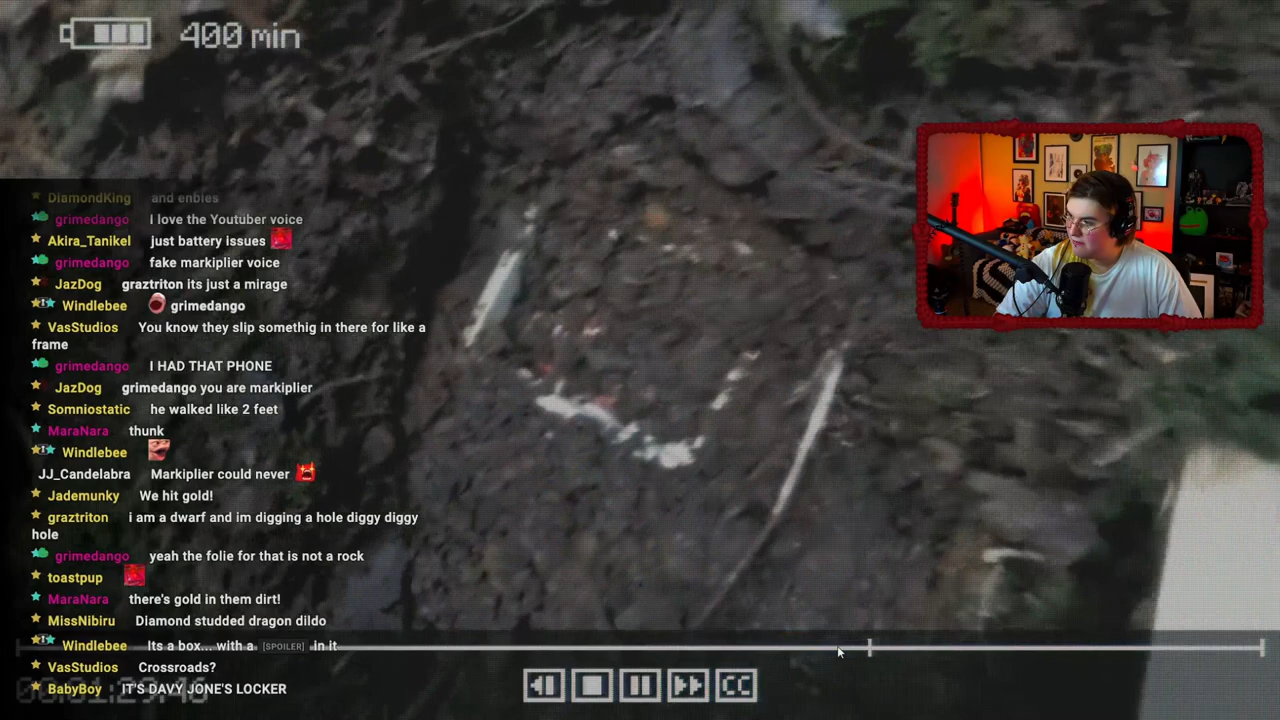 400 min
DiamondKing and enbies
grimedango I love the Youtuber voice
Akira_Tanikel just battery issues
grimedango fake markiplier voice
JazDog graztriton its just a mirage
Windlebee grimedango
VasStudios You know they slip somethig in there for like a
frame
grimedango I HAD THAT PHONE
JazDog grimedango you are markiplier
Somniostatic he walked like 2 feet
MaraNara thunk
Windlebee
JJ_Candelabra Markiplier could never
Jademunky We hit gold!
graztriton i am a dwarf and im digging a hole diggy diggy
hole
grimedango yeah the folie for that is not a rock
toastpup
MaraNara there's gold in them dirt!
MissNibiru Diamond studded dragon dildo
Windlebee Its a box... with a [SPOILER] in it
VasStudios Crossroads?
BabyBoy IT'S DAVY JONE'S LOCKER
CC